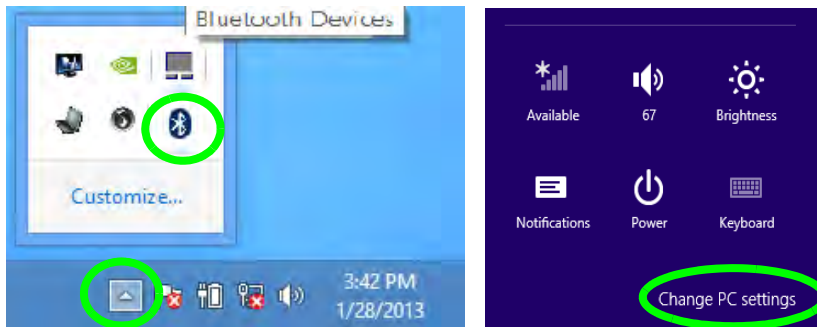 Bluetooth Devices
Customize...
3:42 PM
1/28/2013
Available
67
Brightness
Notifications
Power
Keyboard
Change PC settings